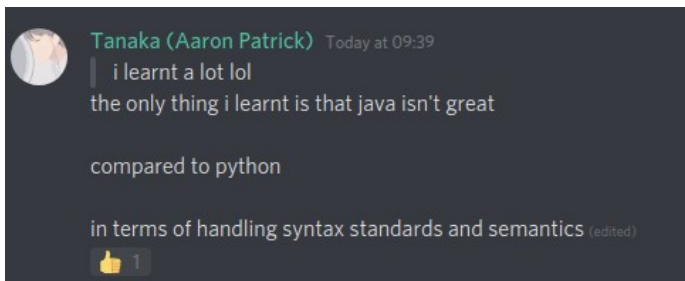 Tanaka (Aaron Patrick) Today at 09:39
i learnt a lot lol
the only thing i learnt is that java isn't great
compared to python
in terms of handling syntax standards and semantics (edited)
1